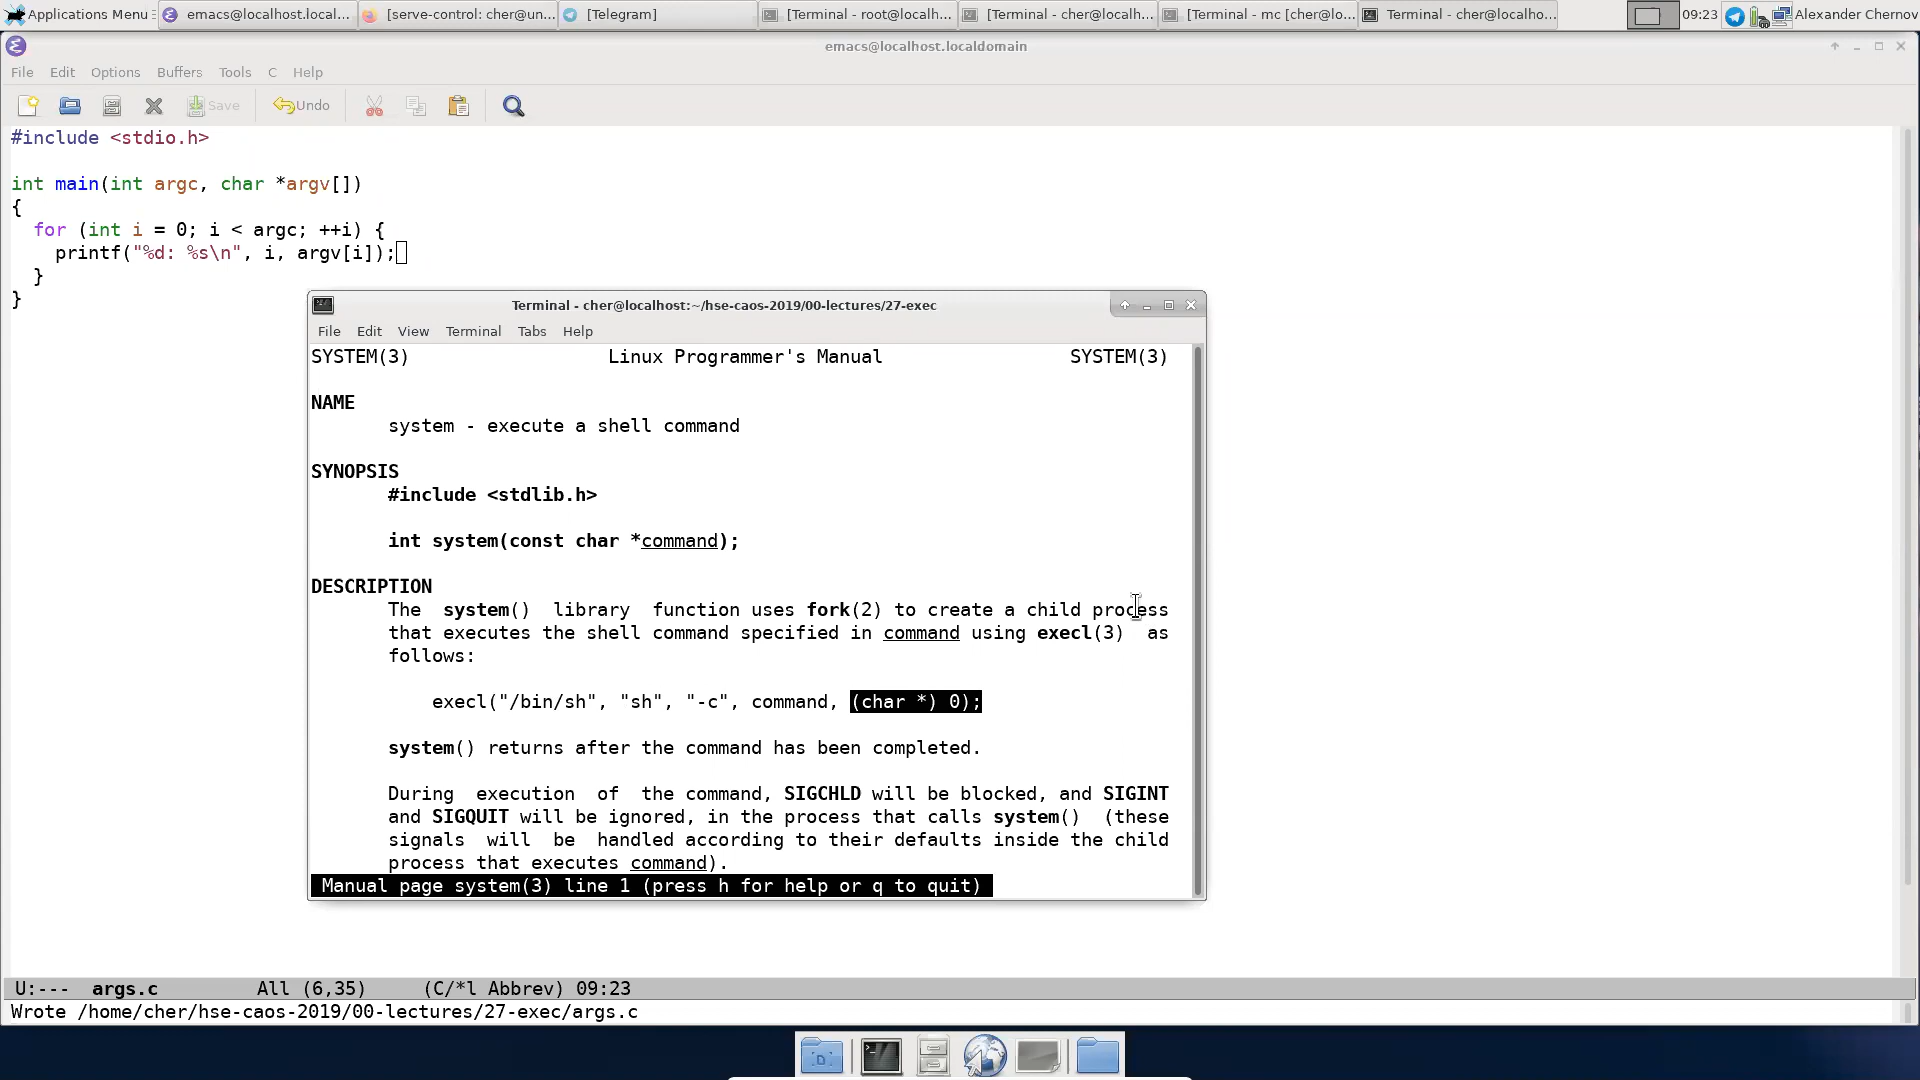 Applications Menu
emacs@localhost.local...
[serve-control: cher@un...
[Telegram]
[Terminal - root@localh...
[Terminal - cher@localh...
[Terminal - mc [cher@lo...
Terminal - cher@localho...
09:23
Alexander Chernov
emacs@localhost.localdomain
File Edit Options Buffers Tools C Help
Save Undo
#include <stdio.h>
int main(int argc, char *argv[])
{
  for (int i = 0; i < argc; ++i) {
    printf("%d: %s\n", i, argv[i]);
  }
}
Terminal - cher@localhost:~/hse-caos-2019/00-lectures/27-exec
File Edit View Terminal Tabs Help
SYSTEM(3) Linux Programmer's Manual SYSTEM(3)
NAME
system - execute a shell command
SYNOPSIS
#include <stdlib.h>
int system(const char *command);
DESCRIPTION
The system() library function uses fork(2) to create a child process
that executes the shell command specified in command using execl(3) as
follows:
execl("/bin/sh", "sh", "-c", command, (char *) 0);
system() returns after the command has been completed.
During execution of the command, SIGCHLD will be blocked, and SIGINT
and SIGQUIT will be ignored, in the process that calls system() (these
signals will be handled according to their defaults inside the child
process that executes command).
Manual page system(3) line 1 (press h for help or q to quit)
U:--- args.c All (6,35) (C/*l Abbrev) 09:23
Wrote /home/cher/hse-caos-2019/00-lectures/27-exec/args.c